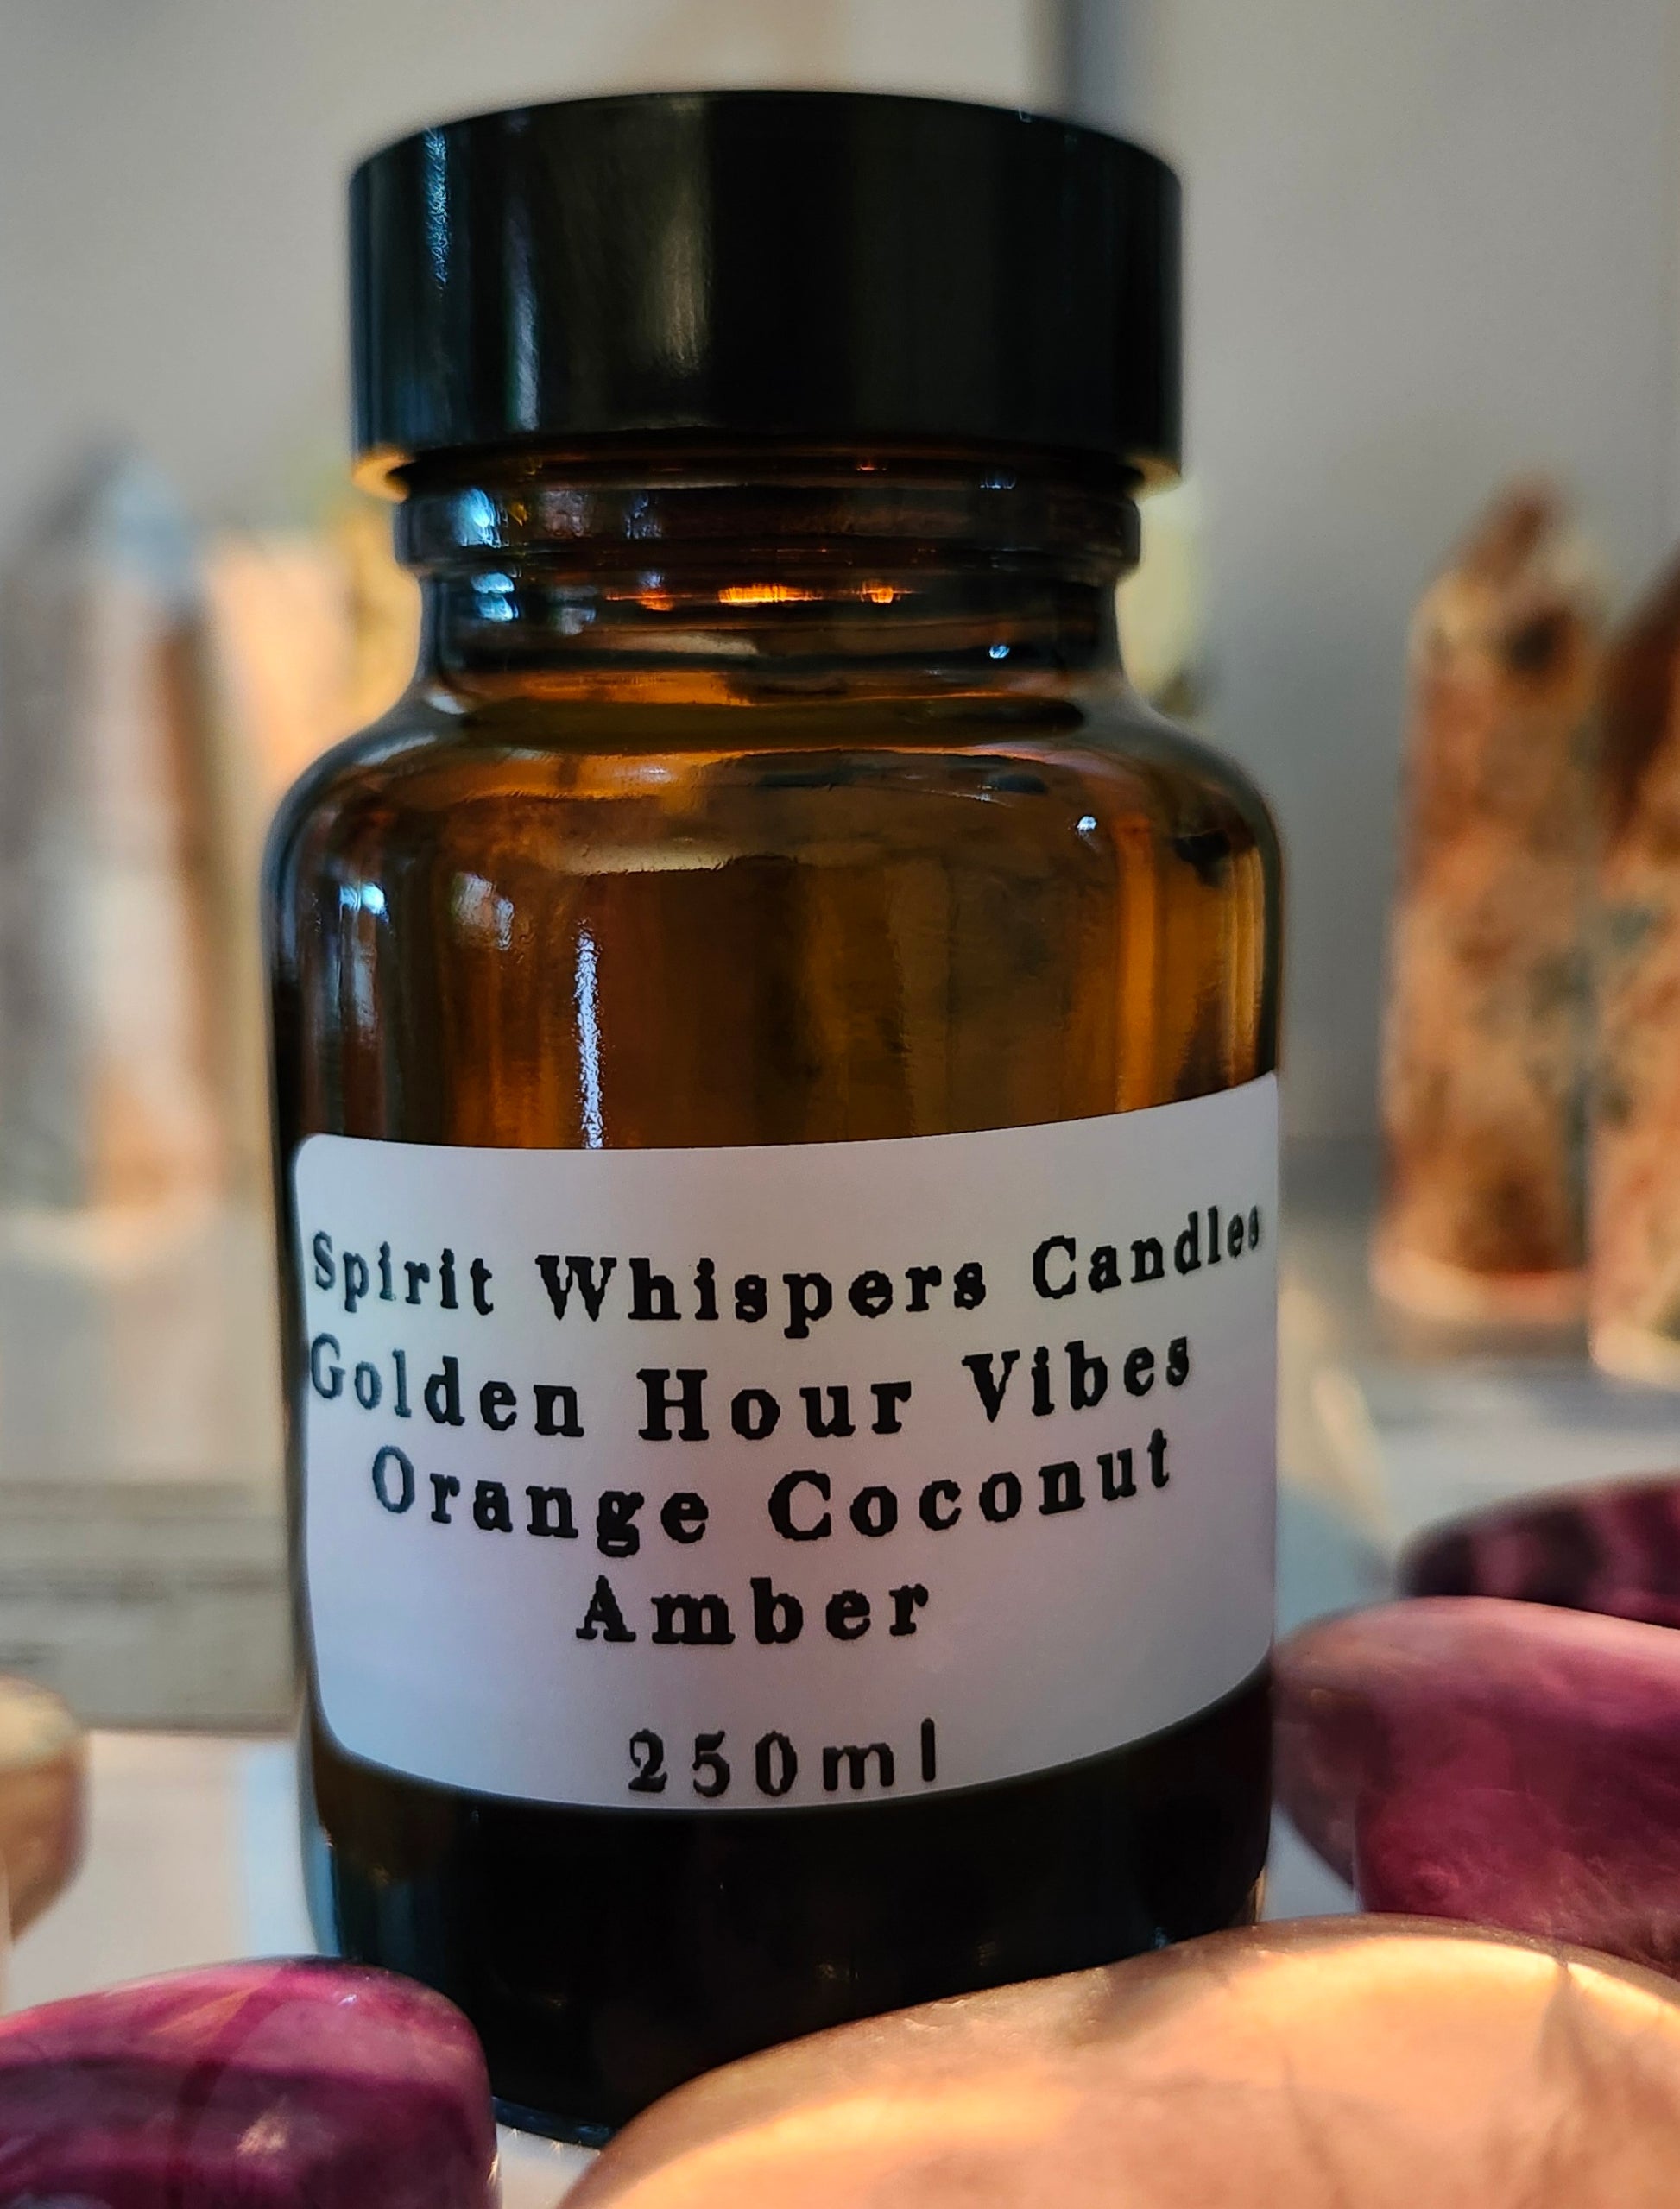 Spirit Whispers Candles
Golden Hour Vibes
Orange Coconut
Amber
250ml